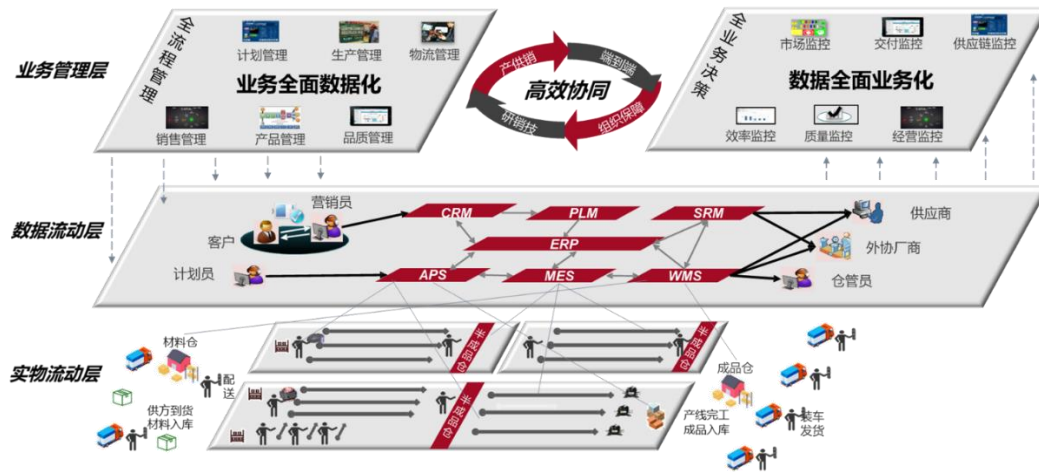 业务管理层
全流程管理
计划管理
生产管理
物流管理
业务全面数据化
销售管理
产品管理
品质管理
产供销
端到端
高效协同
研销技
组织保障
全业务决策
市场监控
交付监控
供应链监控
数据全面业务化
效率监控
质量监控
经营监控
数据流动层
营销员
客户
计划员
CRM
PLM
SRM
ERP
APS
MES
WMS
供应商
外协厂商
仓管员
实物流动层
材料仓
配送
供方到货
材料入库
半成品仓
半成品仓
半成品仓
成品仓
产线完工
成品入库
装车
发货